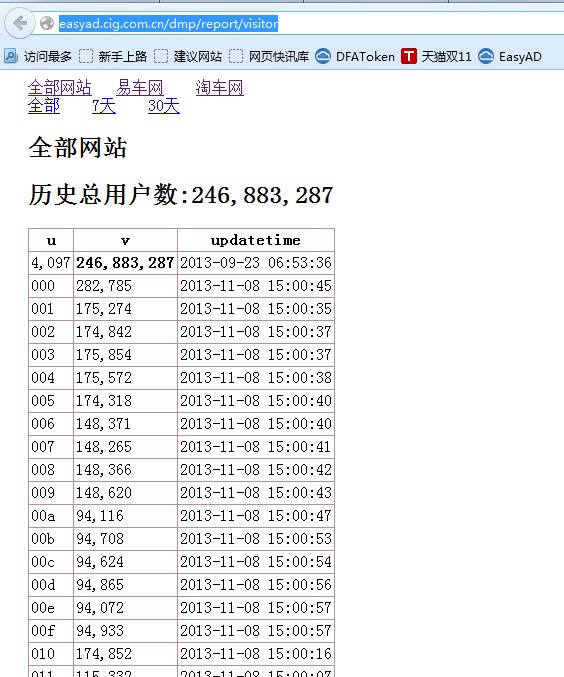 easyad.cig.com.cn/dmp/report/visitor
访问最多 新手上路 建议网站 网页快讯库 DFAToken T 天猫双11 EasyAD
全部网站 易车网 淘车网
全部 7天 30天
全部网站
历史总用户数:246,883,287
u v updatetime
4,097 246,883,287 2013-09-23 06:53:36
000 282,785 2013-11-08 15:00:45
001 175,274 2013-11-08 15:00:35
002 174,842 2013-11-08 15:00:37
003 175,854 2013-11-08 15:00:37
004 175,572 2013-11-08 15:00:38
005 174,318 2013-11-08 15:00:40
006 148,371 2013-11-08 15:00:40
007 148,265 2013-11-08 15:00:41
008 148,366 2013-11-08 15:00:42
009 148,620 2013-11-08 15:00:43
00a 94,116 2013-11-08 15:00:47
00b 94,708 2013-11-08 15:00:53
00c 94,624 2013-11-08 15:00:54
00d 94,865 2013-11-08 15:00:56
00e 94,072 2013-11-08 15:00:57
00f 94,933 2013-11-08 15:00:57
010 174,852 2013-11-08 15:00:16
011 115,332 2013-11-08 15:00:07